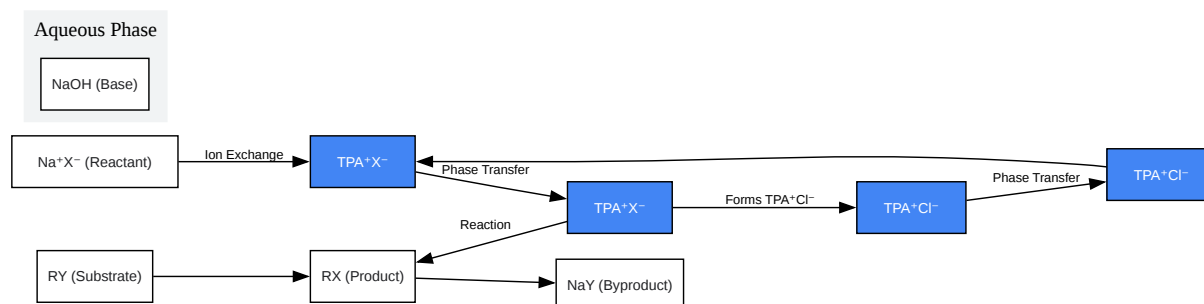 Aqueous Phase
NaOH (Base)
Na⁺X⁻ (Reactant)
Ion Exchange
TPA⁺X⁻
Phase Transfer
TPA⁺X⁻
Forms TPA⁺Cl⁻
TPA⁺Cl⁻
Phase Transfer
TPA⁺Cl⁻
Reaction
RY (Substrate)
RX (Product)
NaY (Byproduct)